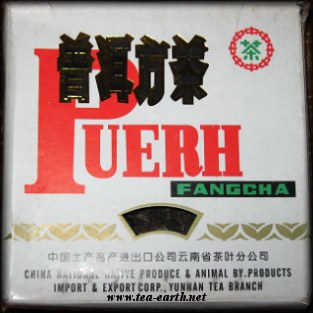 普洱方茶
茶
PUERH
FANGCHA
中国土产畜产进出口公司云南省茶叶分公司
CHINA NATIONAL NATIVE PRODUCE & ANIMAL BY-PRODUCTS
IMPORT & EXPORT CORP., YUNNAN TEA BRANCH
www.tea-earth.net